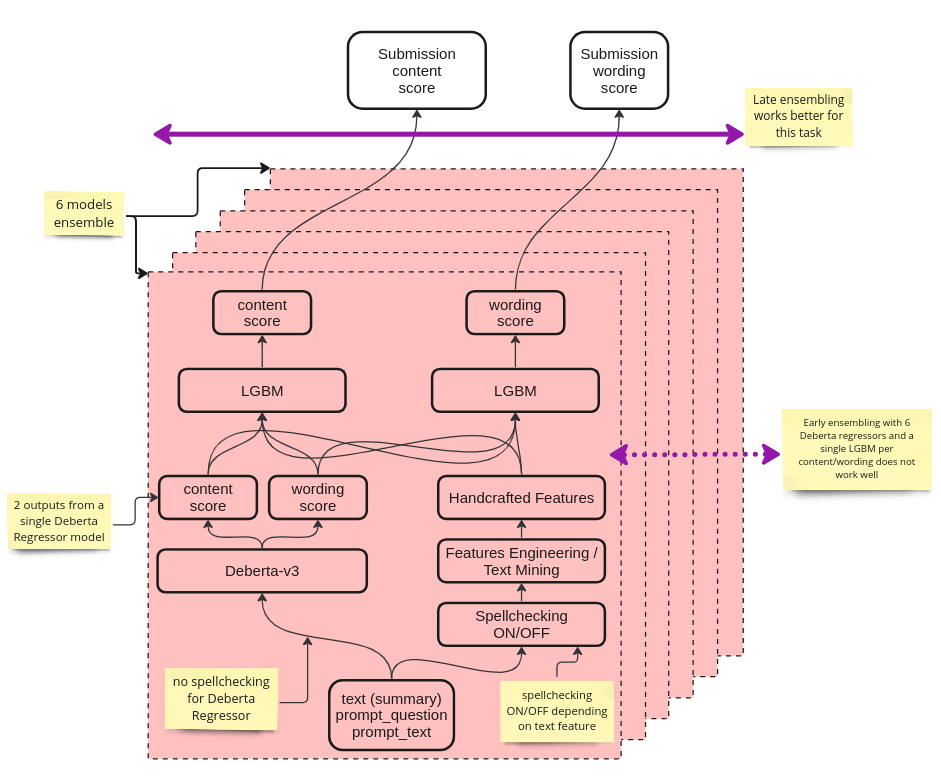 Submission
content
score
Submission
wording
score
Late ensembling
works better for
this task
6 models
ensemble
content
score
wording
score
LGBM
LGBM
Early ensembling with 6
Deberta regressors and a
single LGBM per
content/wording does not
work well
content
score
wording
score
Handcrafted Features
2 outputs from a
single Deberta
Regressor model
Deberta-v3
Features Engineering /
Text Mining
Spellchecking
ON/OFF
no spellchecking
for Deberta
Regressor
text (summary)
prompt_question
prompt_text
spellchecking
ON/OFF depending
on text feature